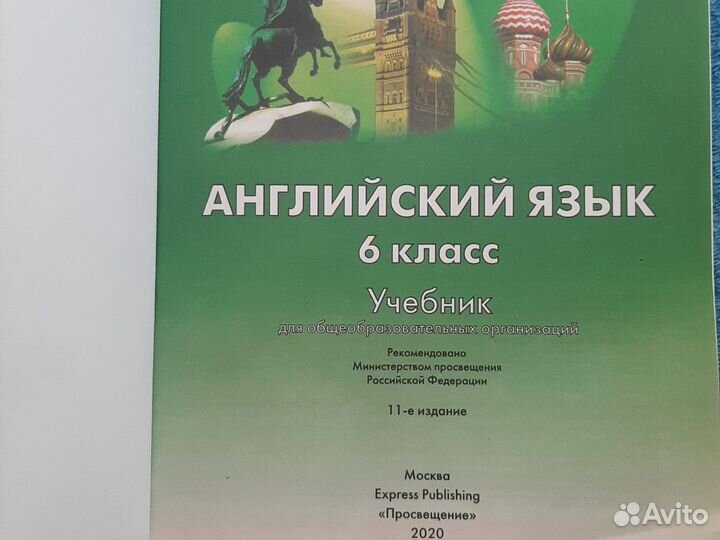 АНГЛИЙСКИЙ ЯЗЫК
6 класс
Учебник
для общеобразовательных организаций
Рекомендовано
Министерством просвещения
Российской Федерации
11-е издание
Москва
Express Publishing
«Просвещение»
2020
Avito